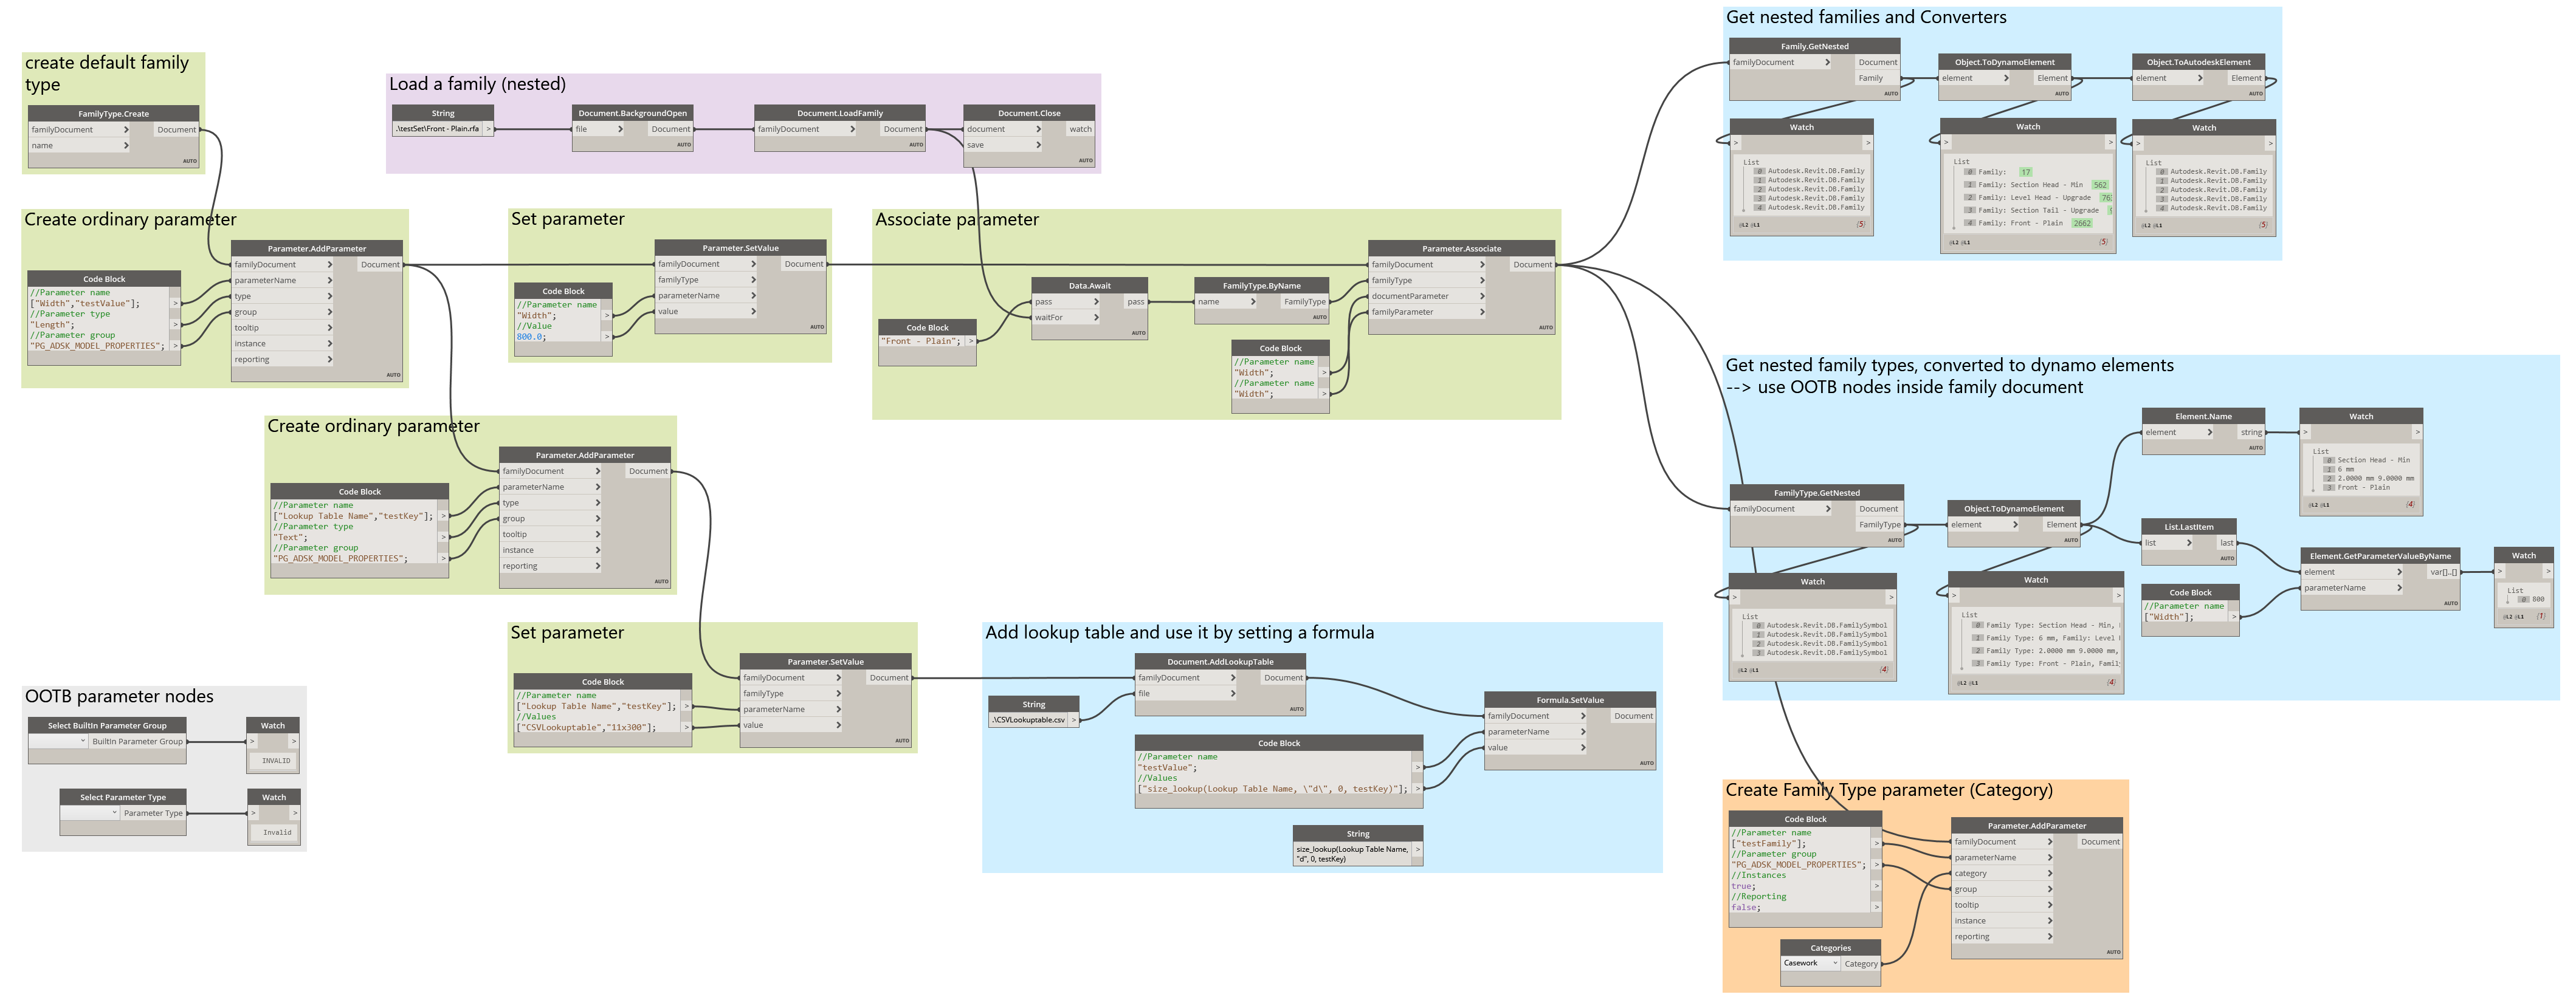 create default family
type
FamilyType.Create
familyDocument
Document
name
AUTO
Load a family (nested)
String
.\testSet\Front - Plain.rfa
>
Document.BackgroundOpen
file
Document
AUTO
Document.LoadFamily
familyDocument
Document
AUTO
Document.Close
document
watch
save
AUTO
Create ordinary parameter
Code Block
//Parameter name
["Width","testValue"];
>
//Parameter type
"Length";
>
//Parameter group
"PG_ADSK_MODEL_PROPERTIES";
>
Parameter.AddParameter
familyDocument
Document
parameterName
type
group
tooltip
instance
reporting
AUTO
Set parameter
Code Block
//Parameter name
"Width";
>
//Value
800.0;
>
Parameter.SetValue
familyDocument
Document
familyType
parameterName
value
AUTO
Associate parameter
Code Block
"Front - Plain";
>
Data.Await
pass
pass
waitFor
AUTO
FamilyType.ByName
name
FamilyType
AUTO
Code Block
//Parameter name
"Width";
>
//Parameter name
"Width";
>
Parameter.Associate
familyDocument
Document
familyType
documentParameter
familyParameter
AUTO
Create ordinary parameter
Code Block
//Parameter name
["Lookup Table Name","testKey"];
>
//Parameter type
"Text";
>
//Parameter group
"PG_ADSK_MODEL_PROPERTIES";
>
Parameter.AddParameter
familyDocument
Document
parameterName
type
group
tooltip
instance
reporting
AUTO
Set parameter
Code Block
//Parameter name
["Lookup Table Name","testKey"];
>
//Values
["CSVLookuptable","11x300"];
>
Parameter.SetValue
familyDocument
Document
familyType
parameterName
value
AUTO
Add lookup table and use it by setting a formula
String
.\CSVLookuptable.csv
>
Document.AddLookupTable
familyDocument
Document
file
AUTO
Code Block
//Parameter name
"testValue";
>
//Values
["size_lookup(Lookup Table Name, \"d\", 0, testKey)"];
>
String
size_lookup(Lookup Table Name,
"d", 0, testKey)
>
Formula.SetValue
familyDocument
Document
parameterName
value
AUTO
OOTB parameter nodes
Select BuiltIn Parameter Group
BuiltIn Parameter Group
Watch
>
>
INVALID
Select Parameter Type
Parameter Type
Watch
>
>
Invalid
Get nested families and Converters
Family.GetNested
familyDocument
Document
Family
AUTO
Object.ToDynamoElement
element
Element
AUTO
Object.ToAutodeskElement
element
Element
AUTO
Watch
>
>
List
0 Autodesk.Revit.DB.Family
1 Autodesk.Revit.DB.Family
2 Autodesk.Revit.DB.Family
3 Autodesk.Revit.DB.Family
4 Autodesk.Revit.DB.Family
@L2 @L1
{5}
Watch
>
>
List
0 Family: 17
1 Family: Section Head - Min 562
2 Family: Level Head - Upgrade
3 Family: Section Tail - Upgrade
4 Family: Front - Plain 2662
@L2 @L1
{5}
Watch
>
>
List
0 Autodesk.Revit.DB.Family
1 Autodesk.Revit.DB.Family
2 Autodesk.Revit.DB.Family
3 Autodesk.Revit.DB.Family
4 Autodesk.Revit.DB.Family
@L2 @L1
{5}
Get nested family types, converted to dynamo elements
--> use OOTB nodes inside family document
FamilyType.GetNested
familyDocument
Document
FamilyType
AUTO
Object.ToDynamoElement
element
Element
AUTO
Element.Name
element
string
AUTO
Watch
>
>
List
0 Section Head - Min
1 6 mm
2 2.0000 mm 9.0000 mm
3 Front - Plain
@L2 @L1
{4}
List.LastItem
list
last
AUTO
Code Block
//Parameter name
["Width"];
>
Element.GetParameterValueByName
element
var[]..[]
parameterName
AUTO
Watch
>
>
List
0 800
@L2 @L1
{1}
Watch
>
>
List
0 Autodesk.Revit.DB.FamilySymbol
1 Autodesk.Revit.DB.FamilySymbol
2 Autodesk.Revit.DB.FamilySymbol
3 Autodesk.Revit.DB.FamilySymbol
@L2 @L1
{4}
Watch
>
>
List
0 Family Type: Section Head - Min,
1 Family Type: 6 mm, Family: Level
2 Family Type: 2.0000 mm 9.0000 mm,
3 Family Type: Front - Plain, Family
@L2 @L1
{4}
Create Family Type parameter (Category)
Code Block
//Parameter name
["testFamily"];
>
//Parameter group
"PG_ADSK_MODEL_PROPERTIES";
>
//Instances
true;
>
//Reporting
false;
>
Categories
Casework
Category
Parameter.AddParameter
familyDocument
Document
parameterName
category
group
tooltip
instance
reporting
AUTO